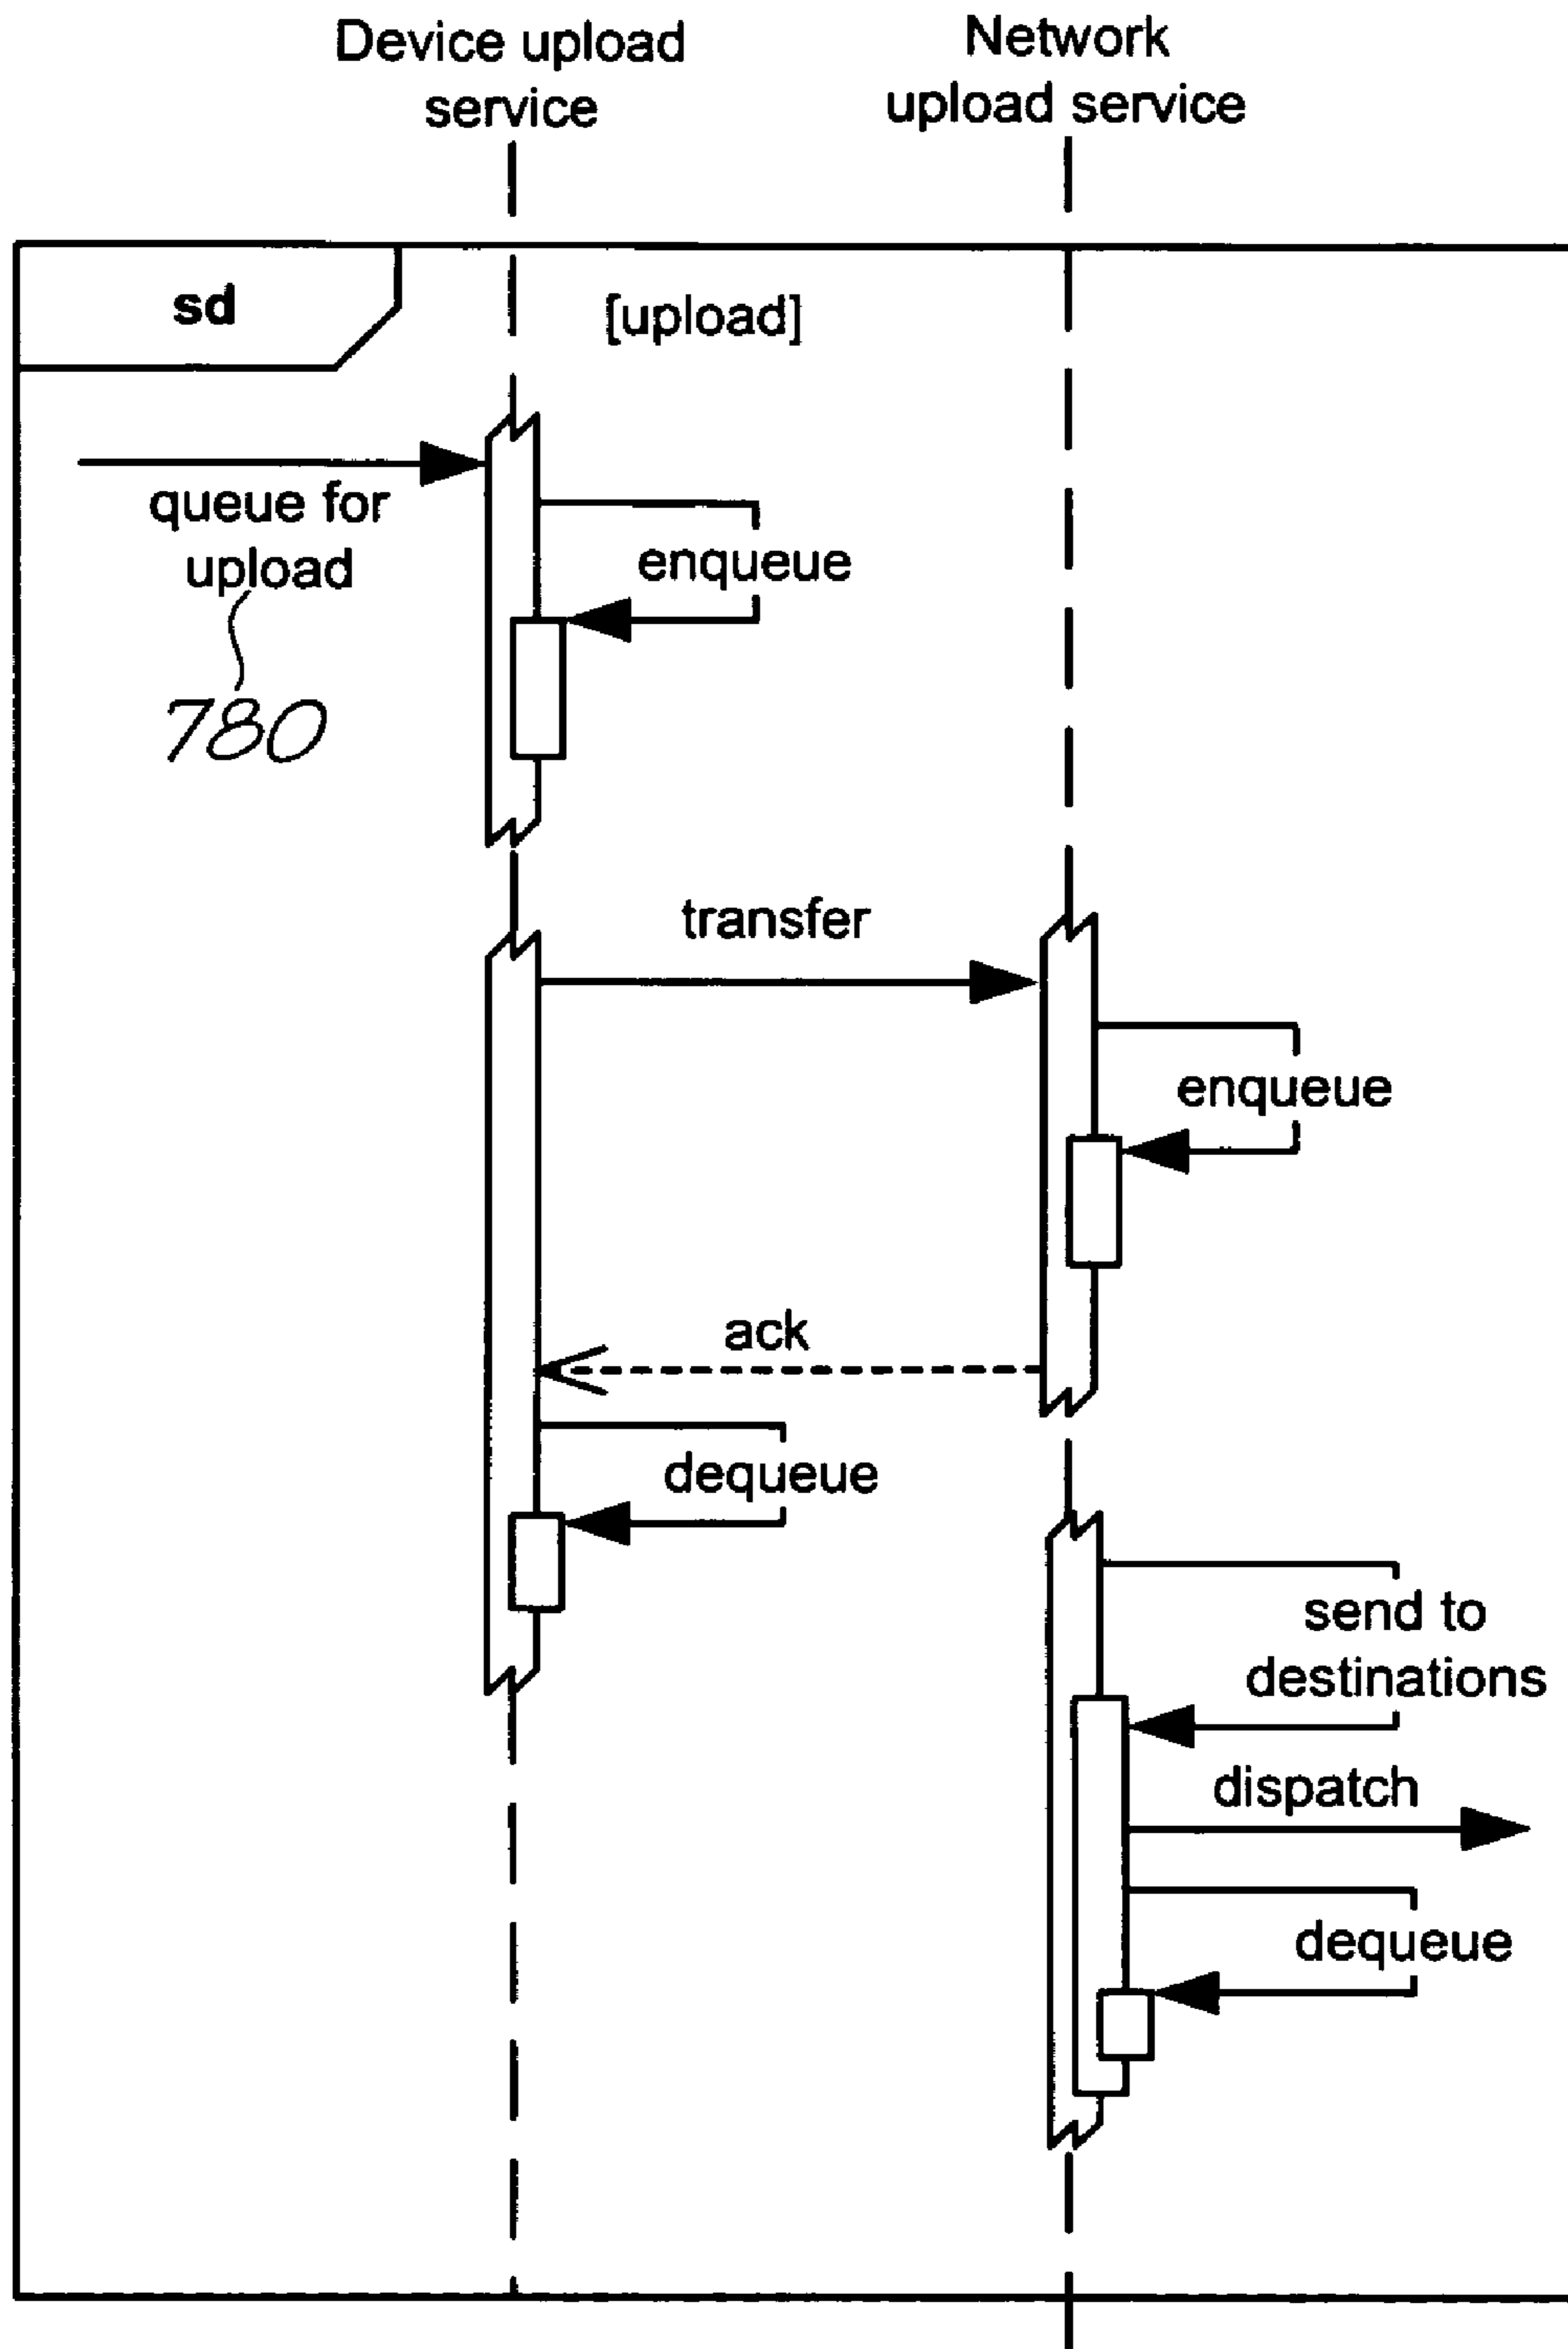 Device upload
service
Network
upload service
sd
[upload]
queue for
upload
780
enqueue
transfer
enqueue
ack
dequeue
send to
destinations
dispatch
dequeue